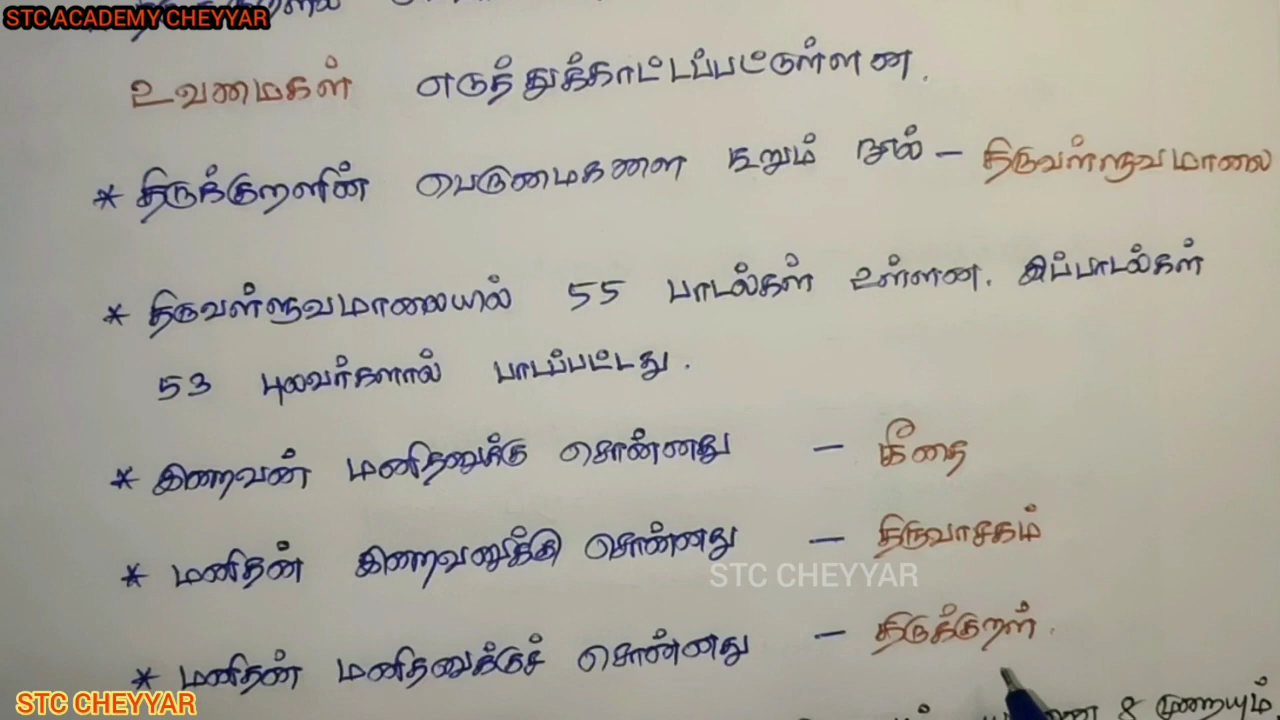 STC ACADEMY CHEYYAR
உவமைகள் எடுத்துக்காட்டப்பட்டுள்ளன.
* திருக்குறளின் பெருமைகளை கூறும் நூல் – திருவள்ளுவமாலை
* திருவள்ளுவமாலையில் 55 பாடல்கள் உள்ளன. இப்பாடல்கள்
53 புலவர்களால் பாடப்பட்டது.
* இறைவன் மனிதனுக்கு சொன்னது – கீதை
* மனிதன் இறைவனுக்கு சொன்னது – திருவாசகம்
STC CHEYYAR
* மனிதன் மனிதனுக்குச் சொன்னது – திருக்குறள்.
STC CHEYYAR
8 முறையும்